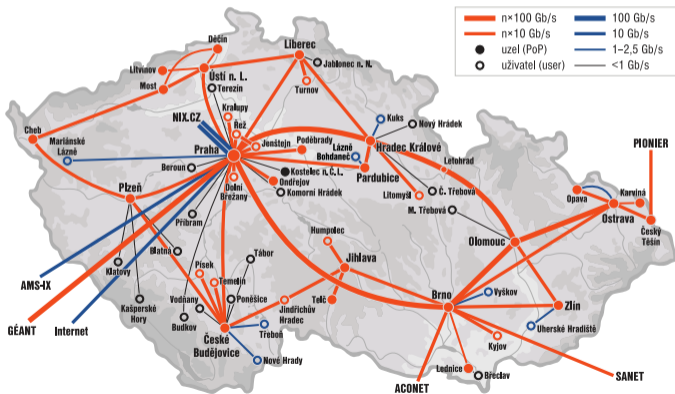 n×100 Gb/s
n×10 Gb/s
uzel (PoP)
uživatel (user)
100 Gb/s
10 Gb/s
1–2,5 Gb/s
<1 Gb/s
Děčín
Litvínov
Most
Ústí n. L.
Terezín
Liberec
Jablonec n. N.
Turnov
Kralupy
NIX.CZ
Řež
Jenštejn
Praha
Poděbrady
Lázně
Bohdaneč
Kuks
Nový Hrádek
Hradec Králové
Cheb
Mariánské
Lázně
Beroun
Kostelec n. Č. L.
Ondřejov
Komorní Hrádek
Dolní
Břežany
Pardubice
Letohrad
Litomyšl
Č. Třebová
M. Třebová
PIONIER
Plzeň
Příbram
Opava
Karviná
Ostrava
Český
Těšín
Olomouc
Blatná
Klatovy
Humpolec
Tábor
Písek
Temelín
Jihlava
AMS-IX
Kašperské
Hory
Vodňany
Poněšice
Budkov
Telč
Jindřichův
Hradec
Brno
Vyškov
Zlín
GÉANT
Internet
České
Budějovice
Třeboň
Nové Hrady
Uherské Hradiště
Kyjov
Lednice
Břeclav
ACONET
SANET